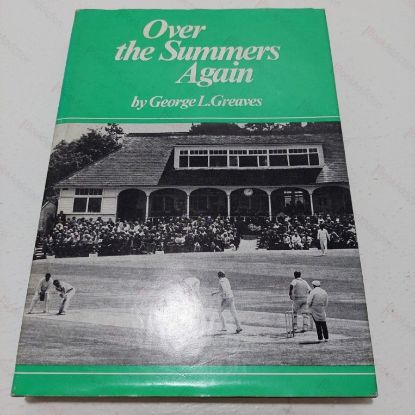 Over
the Summers
Again
by George L.Greaves